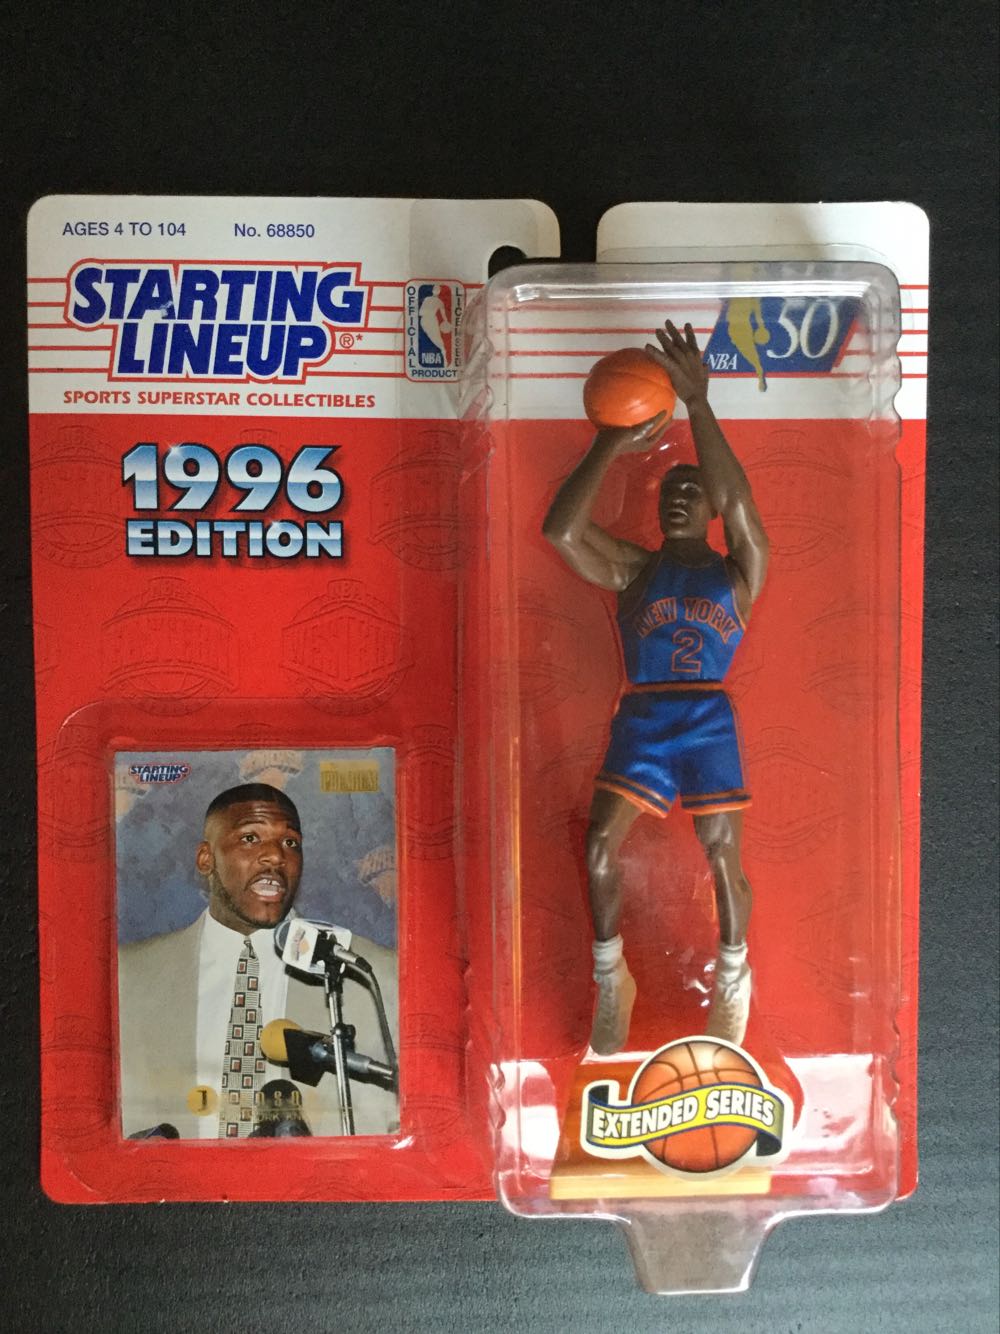 AGES 4 TO 104 No. 68850
STARTING
LINEUP ®*
SPORTS SUPERSTAR COLLECTIBLES
OFFICIAL
LICENSED
NBA
PRODUCT
NBA 50
1996
EDITION
NEW YORK
2
STARTING
LINEUP
PREMIUM
EXTENDED SERIES